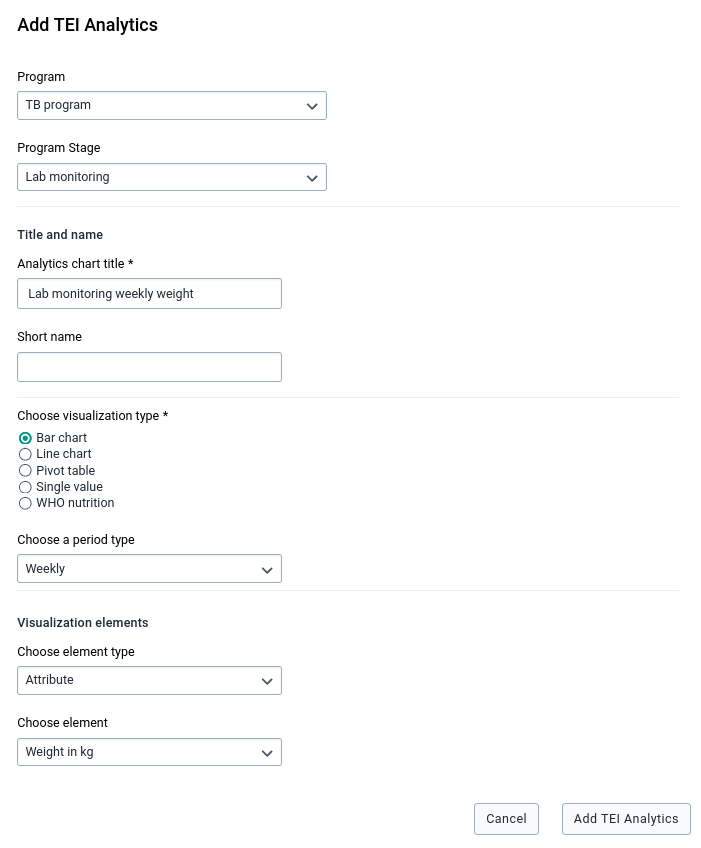 Add TEI Analytics
Program
TB program
Program Stage
Lab monitoring
Title and name
Analytics chart title *
Lab monitoring weekly weight
Short name
Choose visualization type *
Bar chart
Line chart
Pivot table
Single value
WHO nutrition
Choose a period type
Weekly
Visualization elements
Choose element type
Attribute
Choose element
Weight in kg
Cancel
Add TEI Analytics